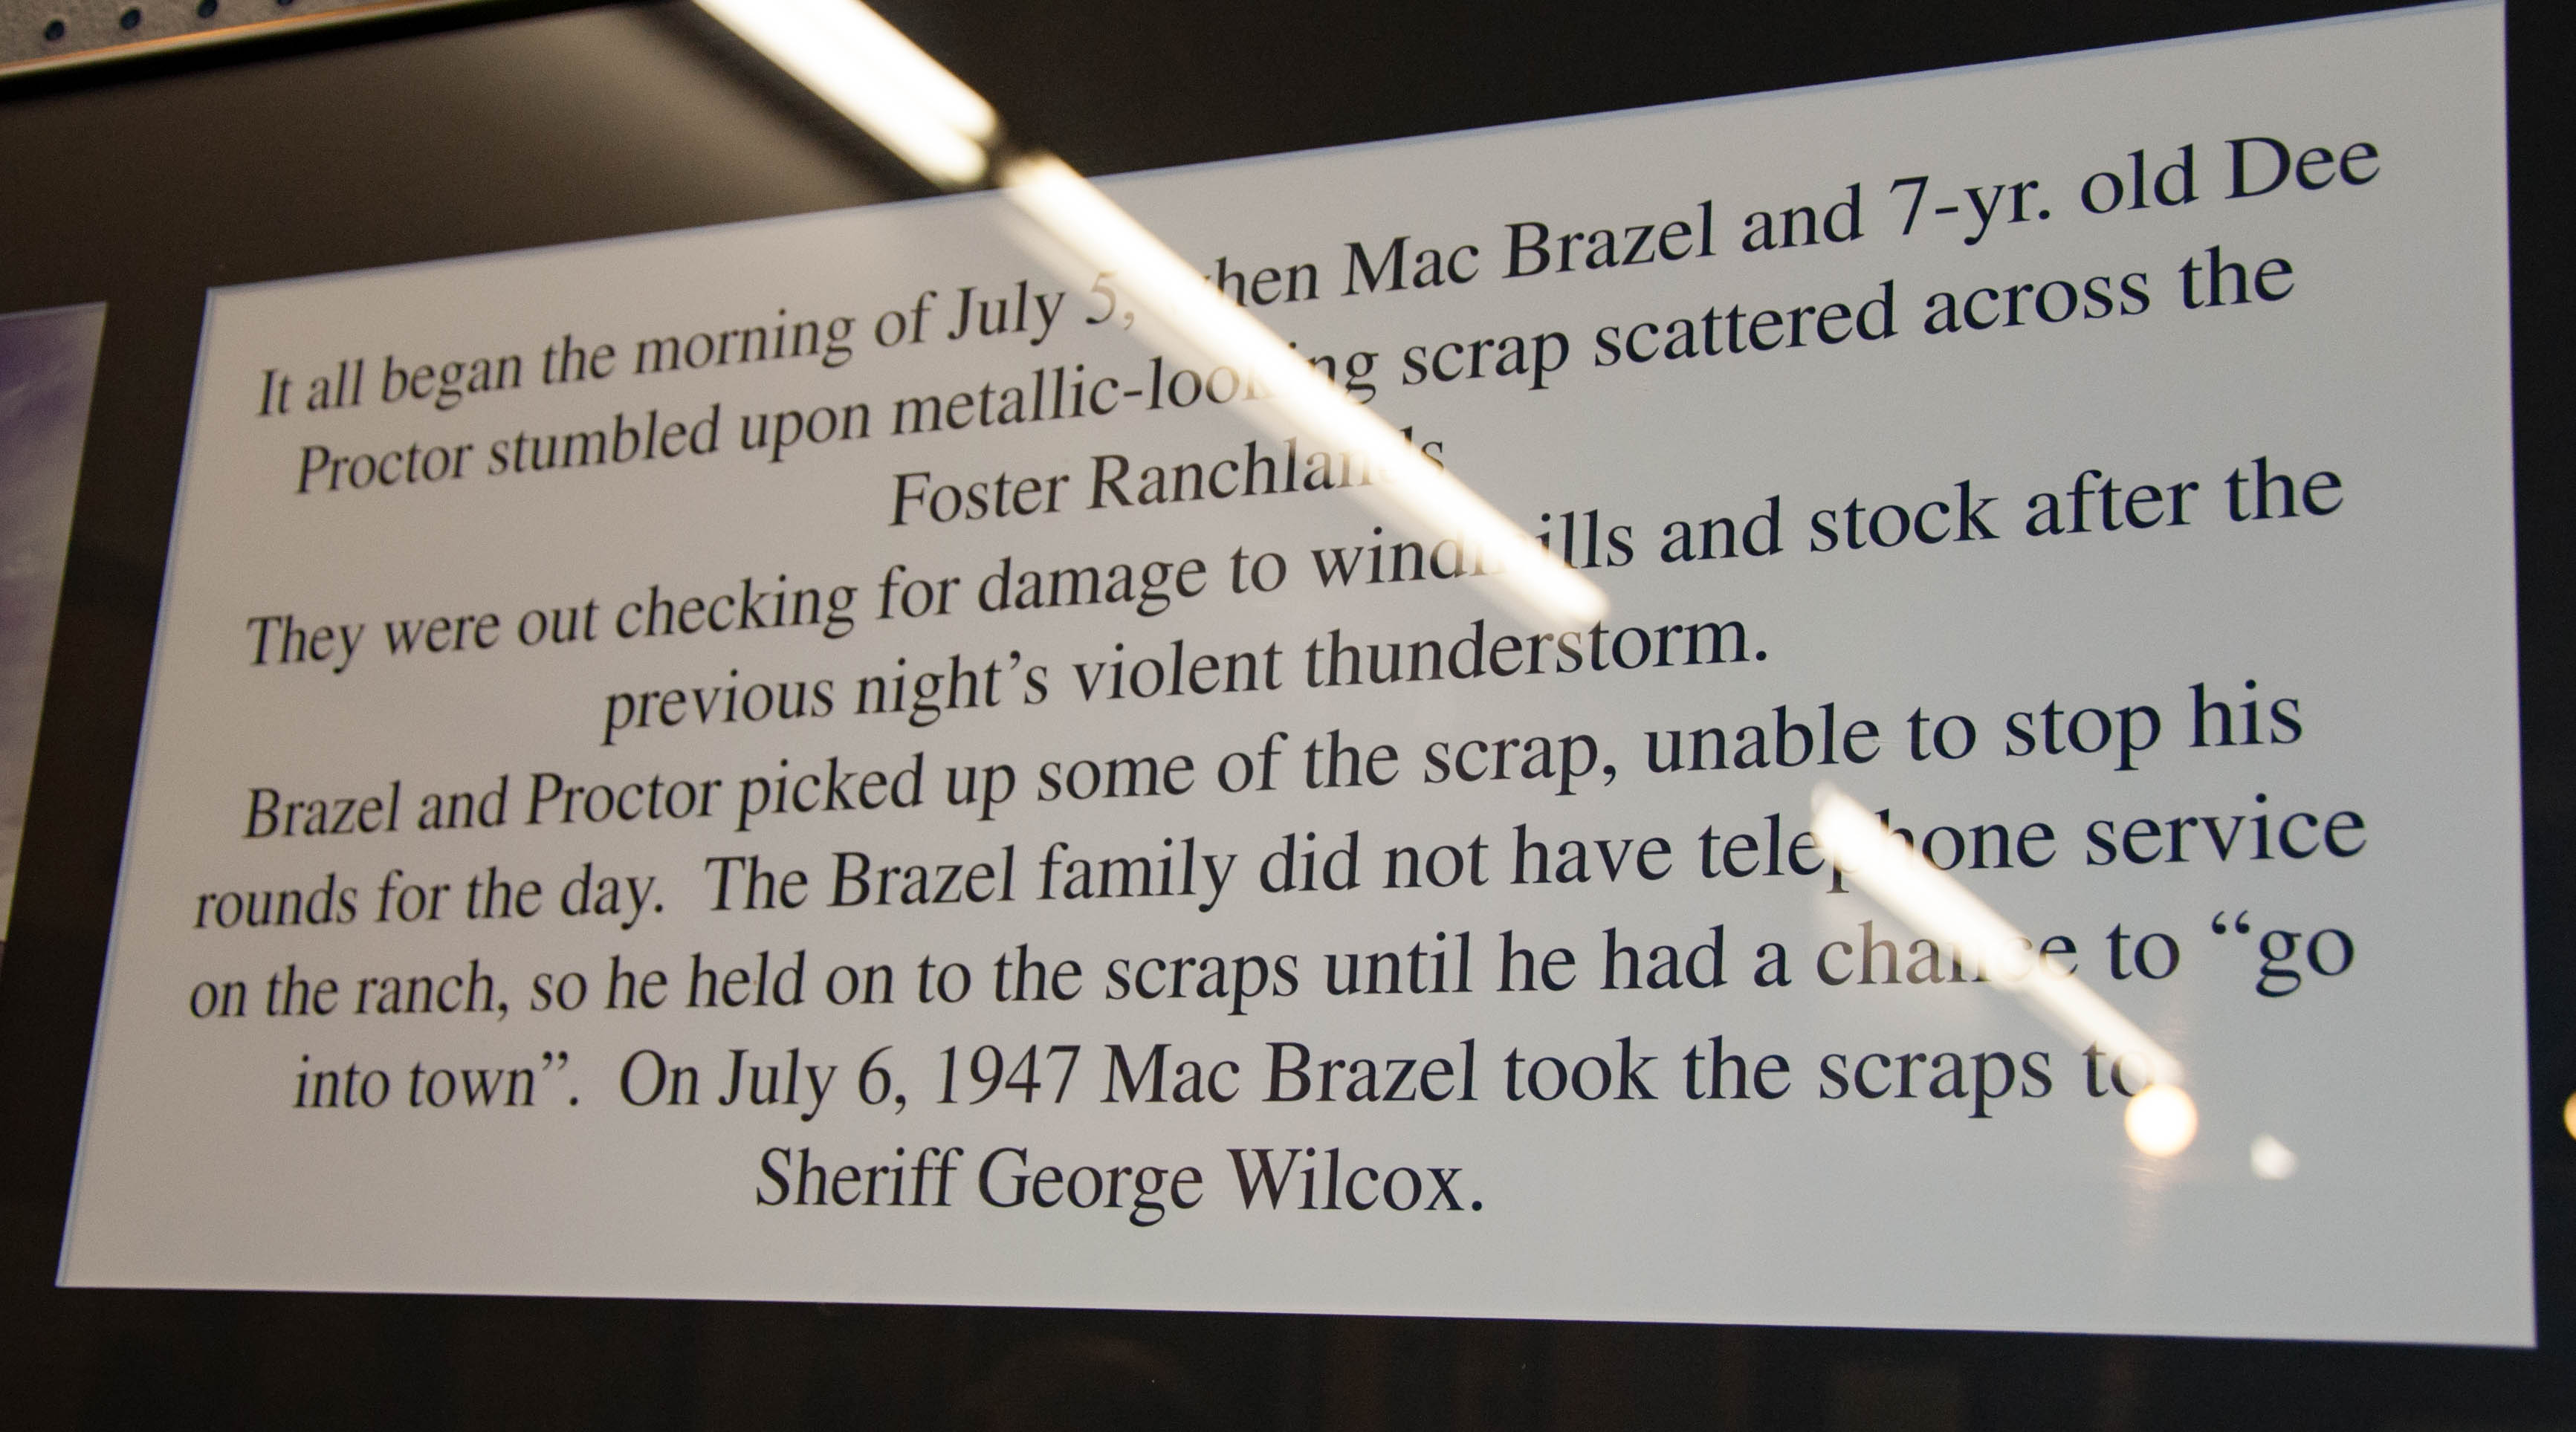 It all began the morning of July 5, when Mac Brazel and 7-yr. old Dee
Proctor stumbled upon metallic-looking scrap scattered across the
Foster Ranchlands
They were out checking for damage to windmills and stock after the
previous night’s violent thunderstorm.
Brazel and Proctor picked up some of the scrap, unable to stop his
rounds for the day.  The Brazel family did not have telephone service
on the ranch, so he held on to the scraps until he had a chance to “go
into town”.  On July 6, 1947 Mac Brazel took the scraps to
Sheriff George Wilcox.